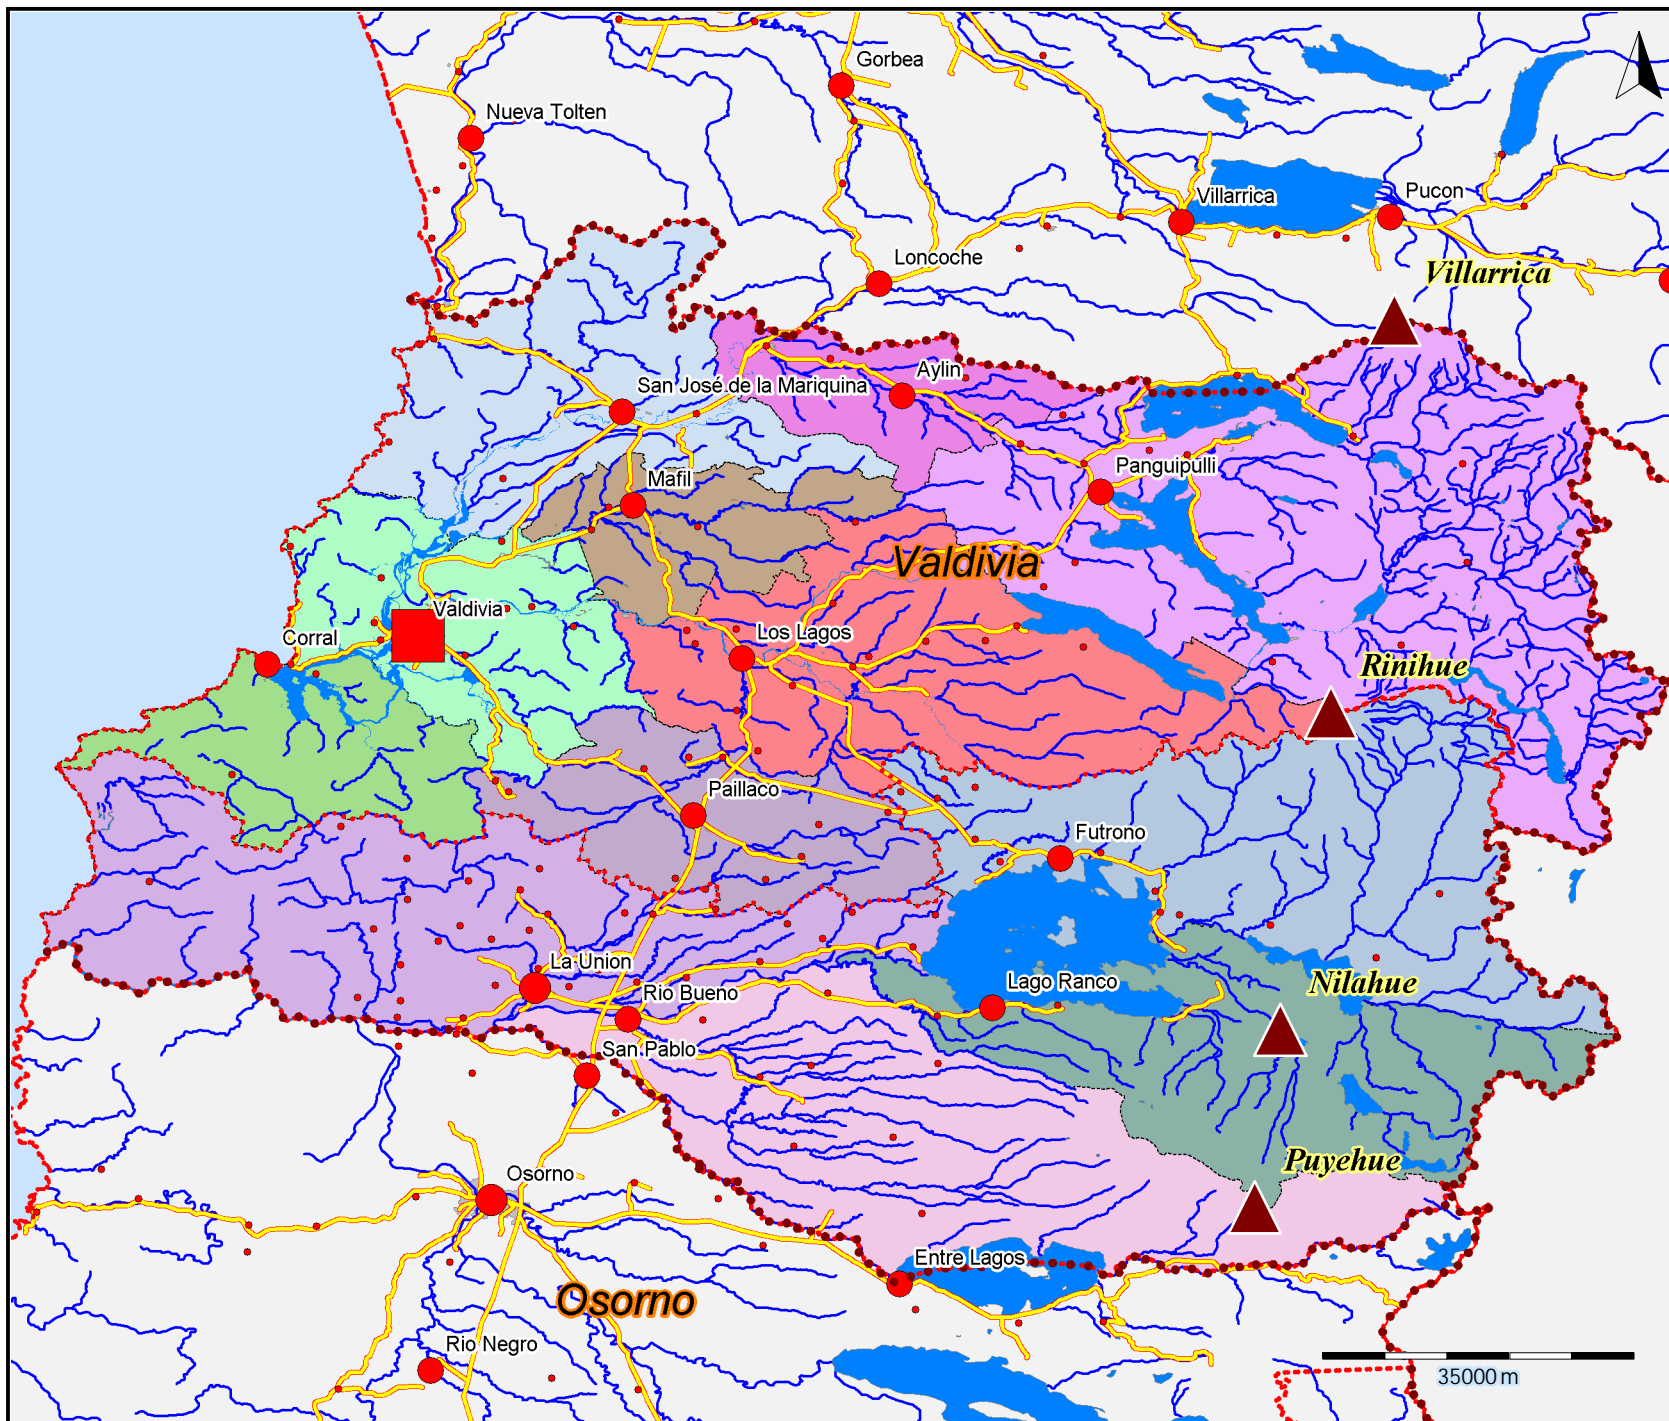 Gorbea
Nueva Tolten
Villarrica
Pucon
Loncoche
Villarrica
Aylin
San José de la Mariquina
Panguipulli
Mafil
Valdivia
Valdivia
Corral
Los Lagos
Rinihue
Paillaco
Futrono
La Union
Rio Bueno
Lago Ranco
Nilahue
San Pablo
Osorno
Puyehue
Entre Lagos
Osorno
Rio Negro
35000 m